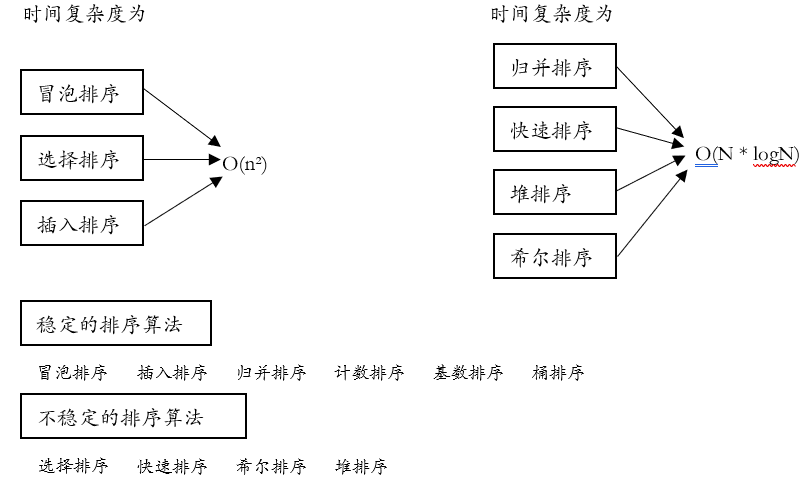 时间复杂度为
冒泡排序
选择排序
插入排序
O(n²)
时间复杂度为
归并排序
快速排序
堆排序
希尔排序
O(N * logN)
稳定的排序算法
冒泡排序 插入排序 归并排序 计数排序 基数排序 桶排序
不稳定的排序算法
选择排序 快速排序 希尔排序 堆排序